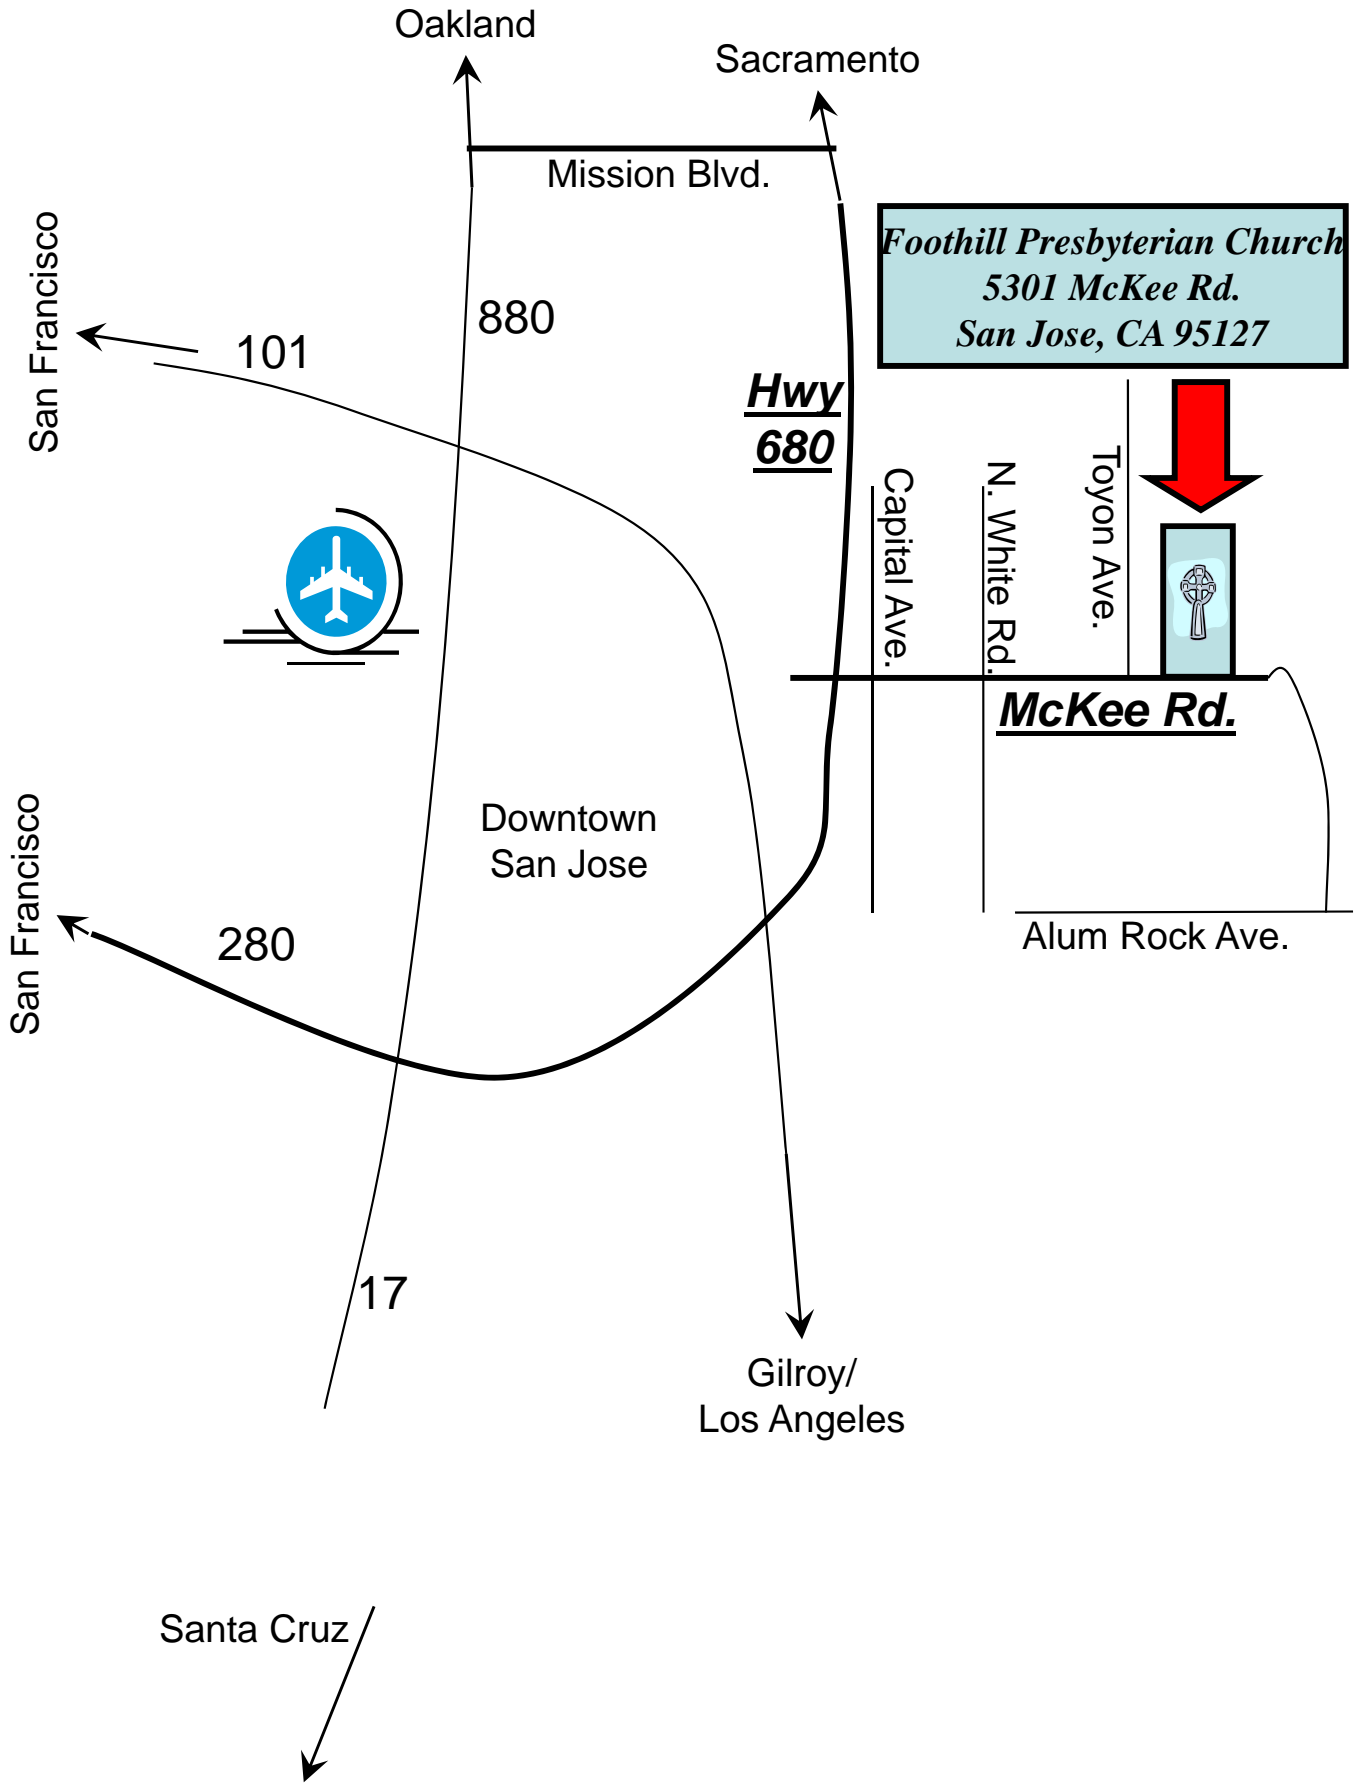 Oakland
Sacramento
Mission Blvd.
Foothill Presbyterian Church
5301 McKee Rd.
San Jose, CA 95127
San Francisco
880
101
Hwy
680
Capital Ave.
N. White Rd.
Toyon Ave.
McKee Rd.
Downtown
San Jose
San Francisco
280
Alum Rock Ave.
17
Gilroy/
Los Angeles
Santa Cruz